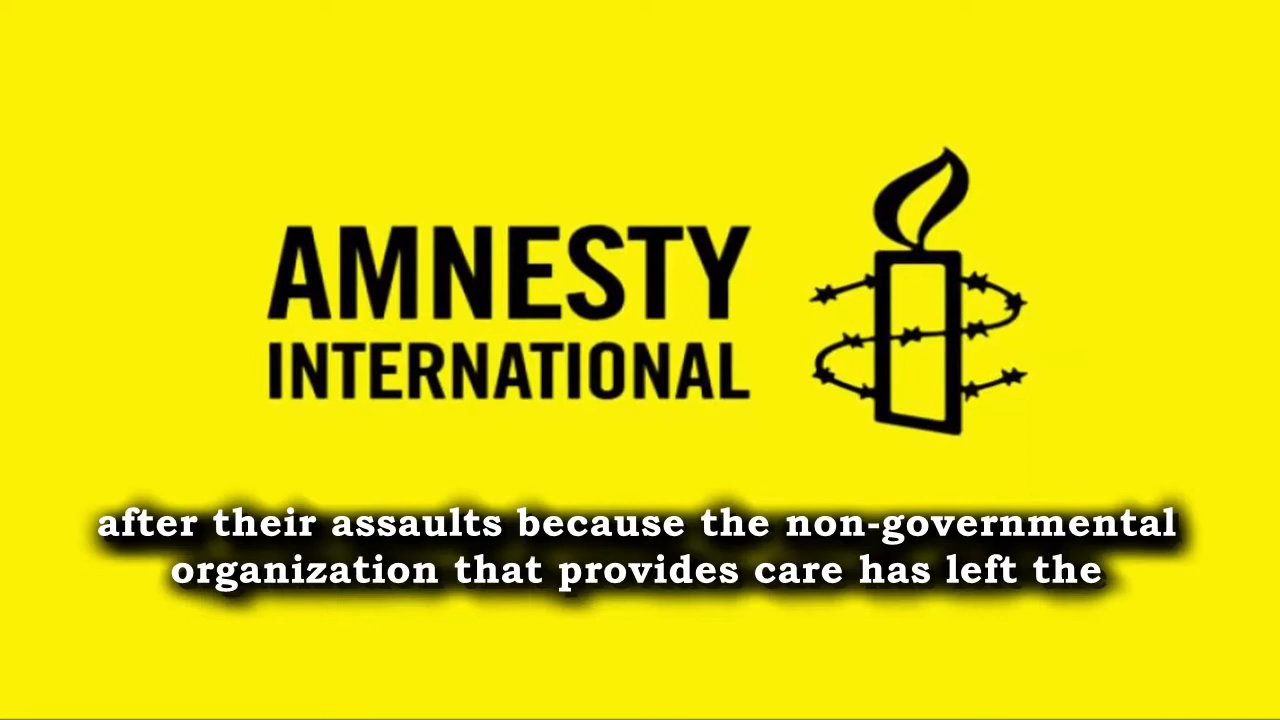 AMNESTY
INTERNATIONAL
after their assaults because the non-governmental
organization that provides care has left the